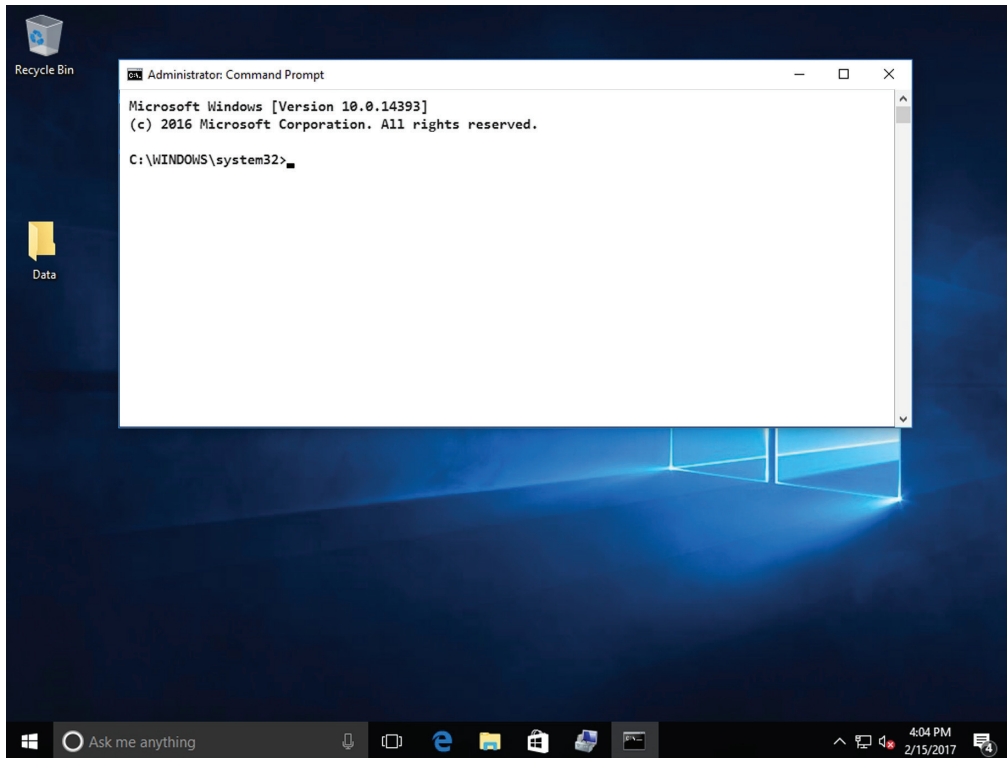 Recycle Bin
Administrator: Command Prompt
Microsoft Windows [Version 10.0.14393]
(c) 2016 Microsoft Corporation. All rights reserved.
C:\WINDOWS\system32>
Data
Ask me anything
4:04 PM
2/15/2017
4